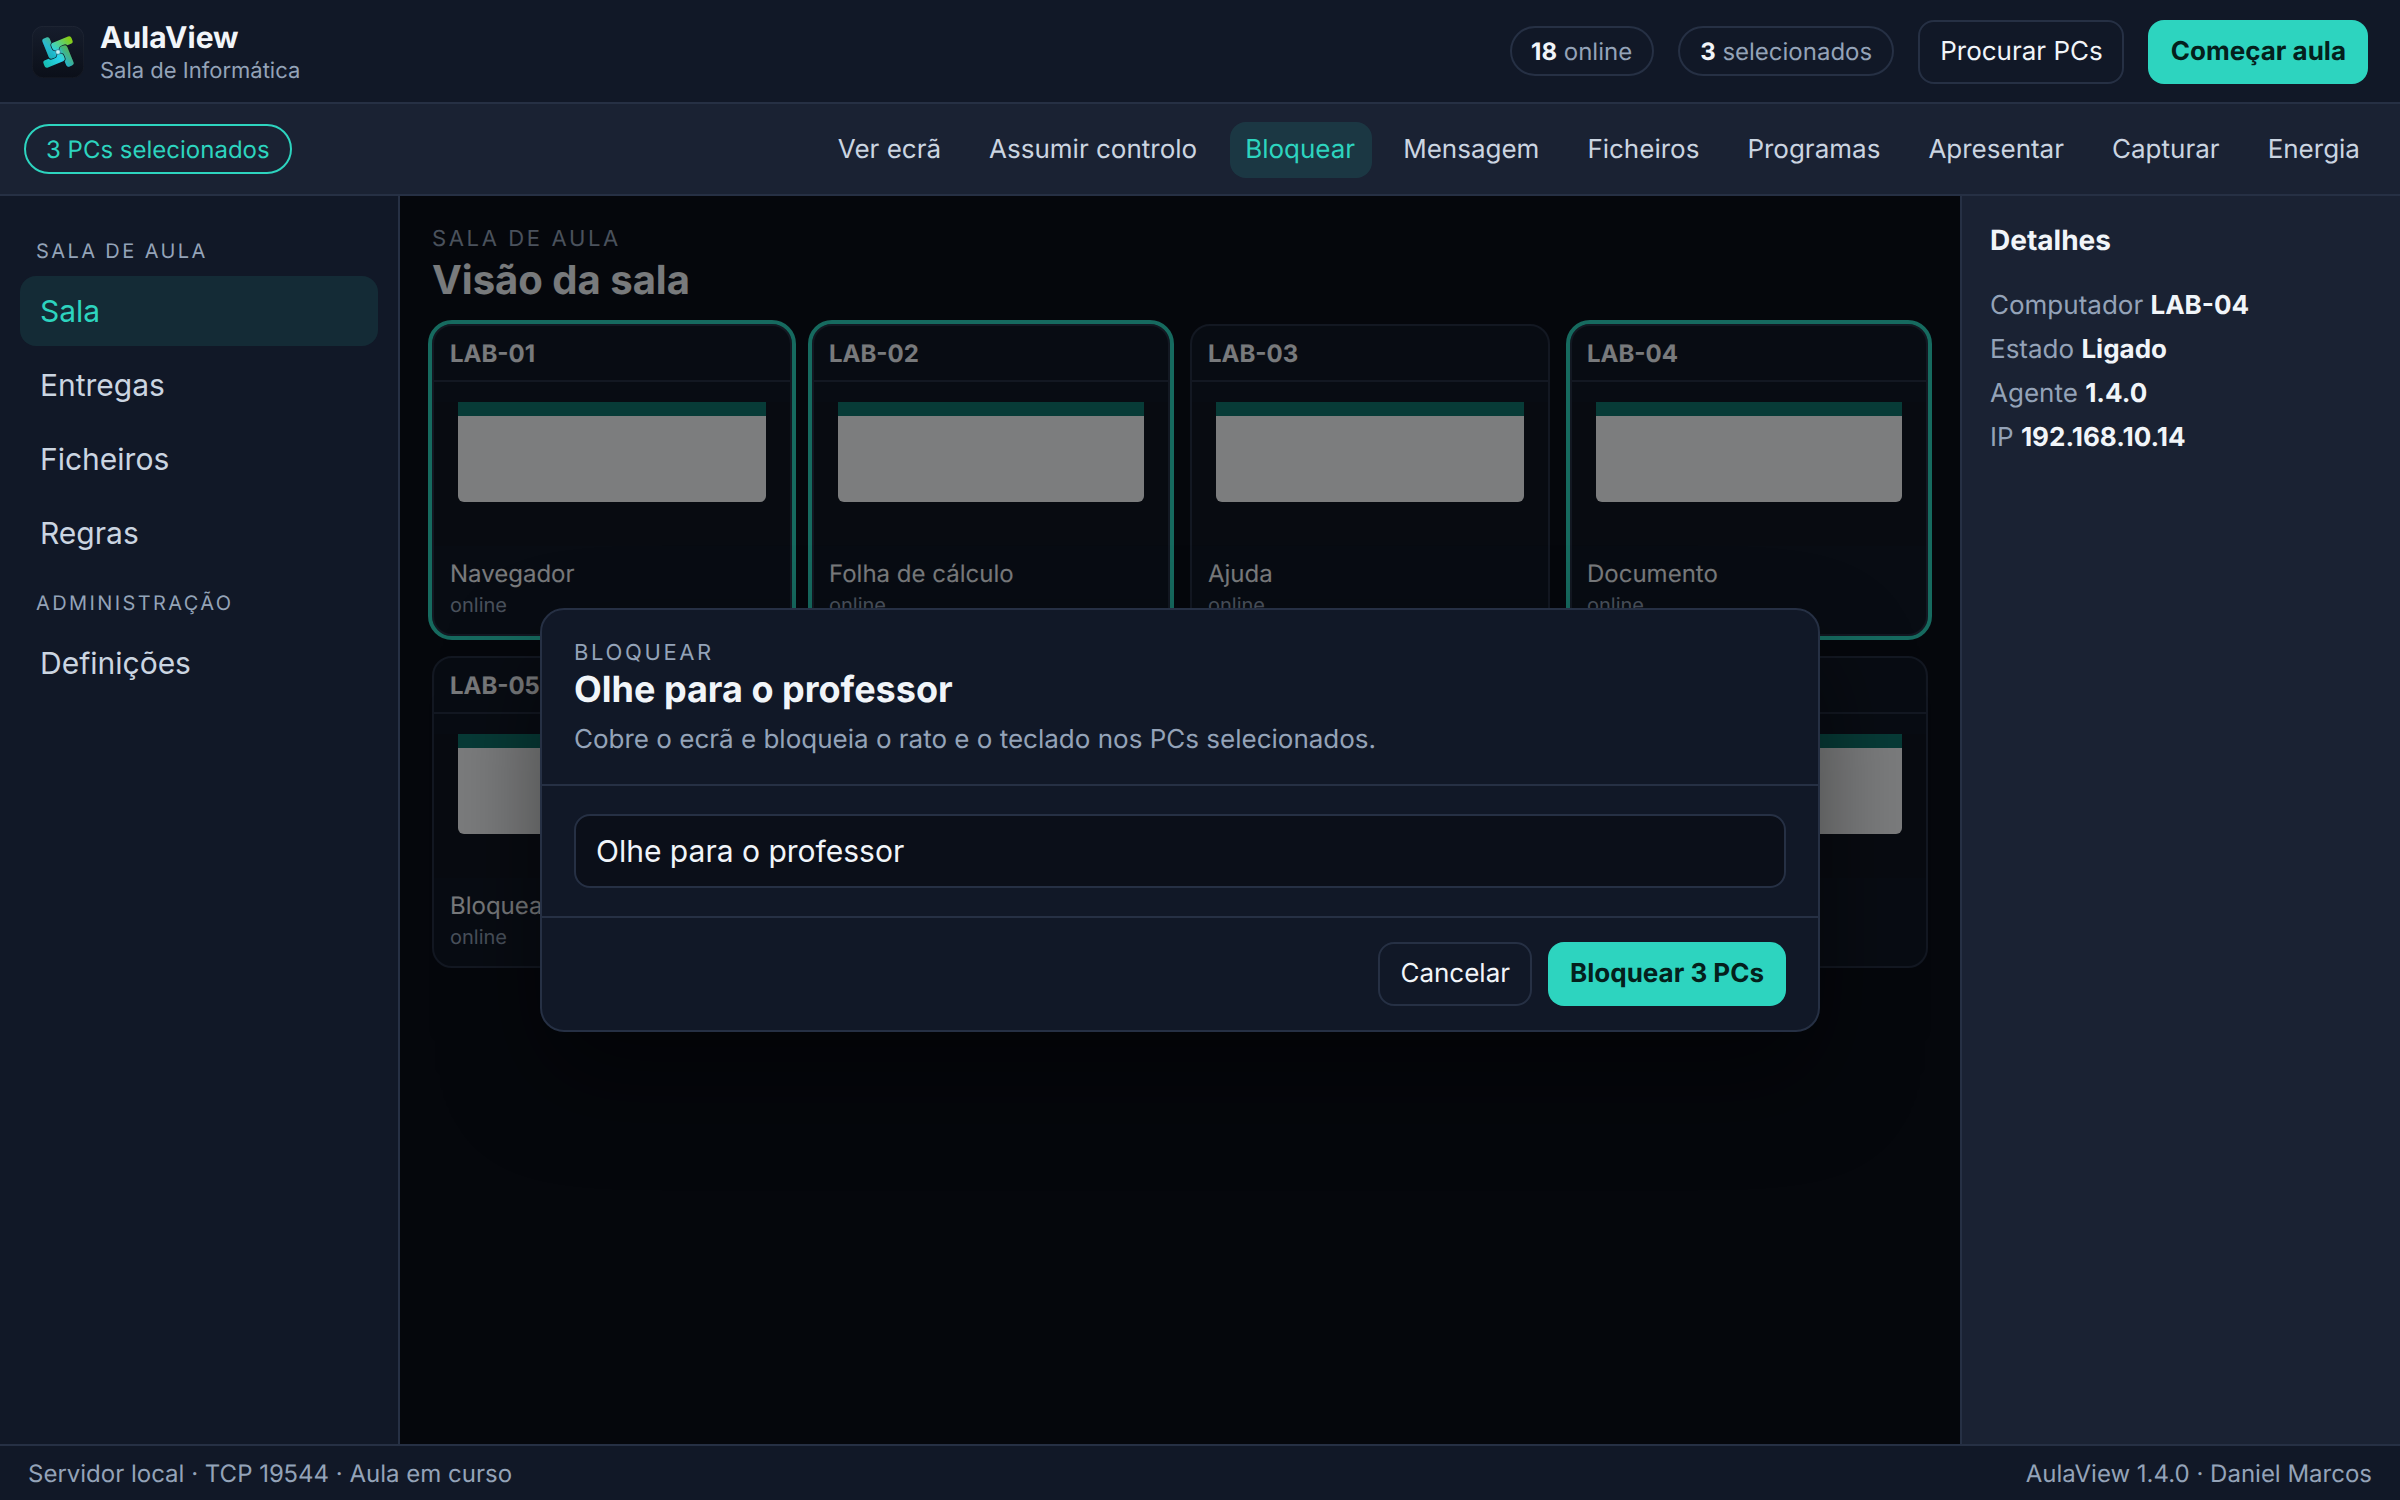 AulaView
Sala de Informática
18 online
3 selecionados
Procurar PCs
Começar aula
3 PCs selecionados
Ver ecrã
Assumir controlo
Bloquear
Mensagem
Ficheiros
Programas
Apresentar
Capturar
Energia
SALA DE AULA
Sala
Entregas
Ficheiros
Regras
ADMINISTRAÇÃO
Definições
SALA DE AULA
Visão da sala
LAB-01
Navegador
online
LAB-02
Folha de cálculo
online
LAB-03
Ajuda
online
LAB-04
Documento
online
LAB-05
Bloquea
online
BLOQUEAR
Olhe para o professor
Cobre o ecrã e bloqueia o rato e o teclado nos PCs selecionados.
Olhe para o professor
Cancelar
Bloquear 3 PCs
Detalhes
Computador LAB-04
Estado Ligado
Agente 1.4.0
IP 192.168.10.14
Servidor local · TCP 19544 · Aula em curso
AulaView 1.4.0 · Daniel Marcos